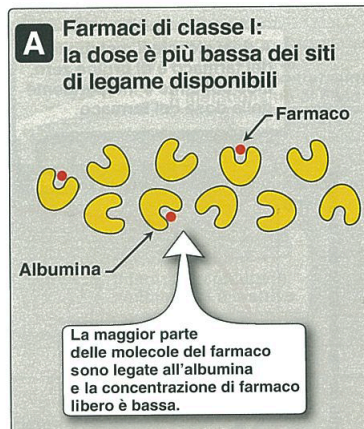 A
Farmaci di classe I:
la dose è più bassa dei siti
di legame disponibili
Farmaco
Albumina
La maggior parte
delle molecole del farmaco
sono legate all'albumina
e la concentrazione di farmaco
libero è bassa.